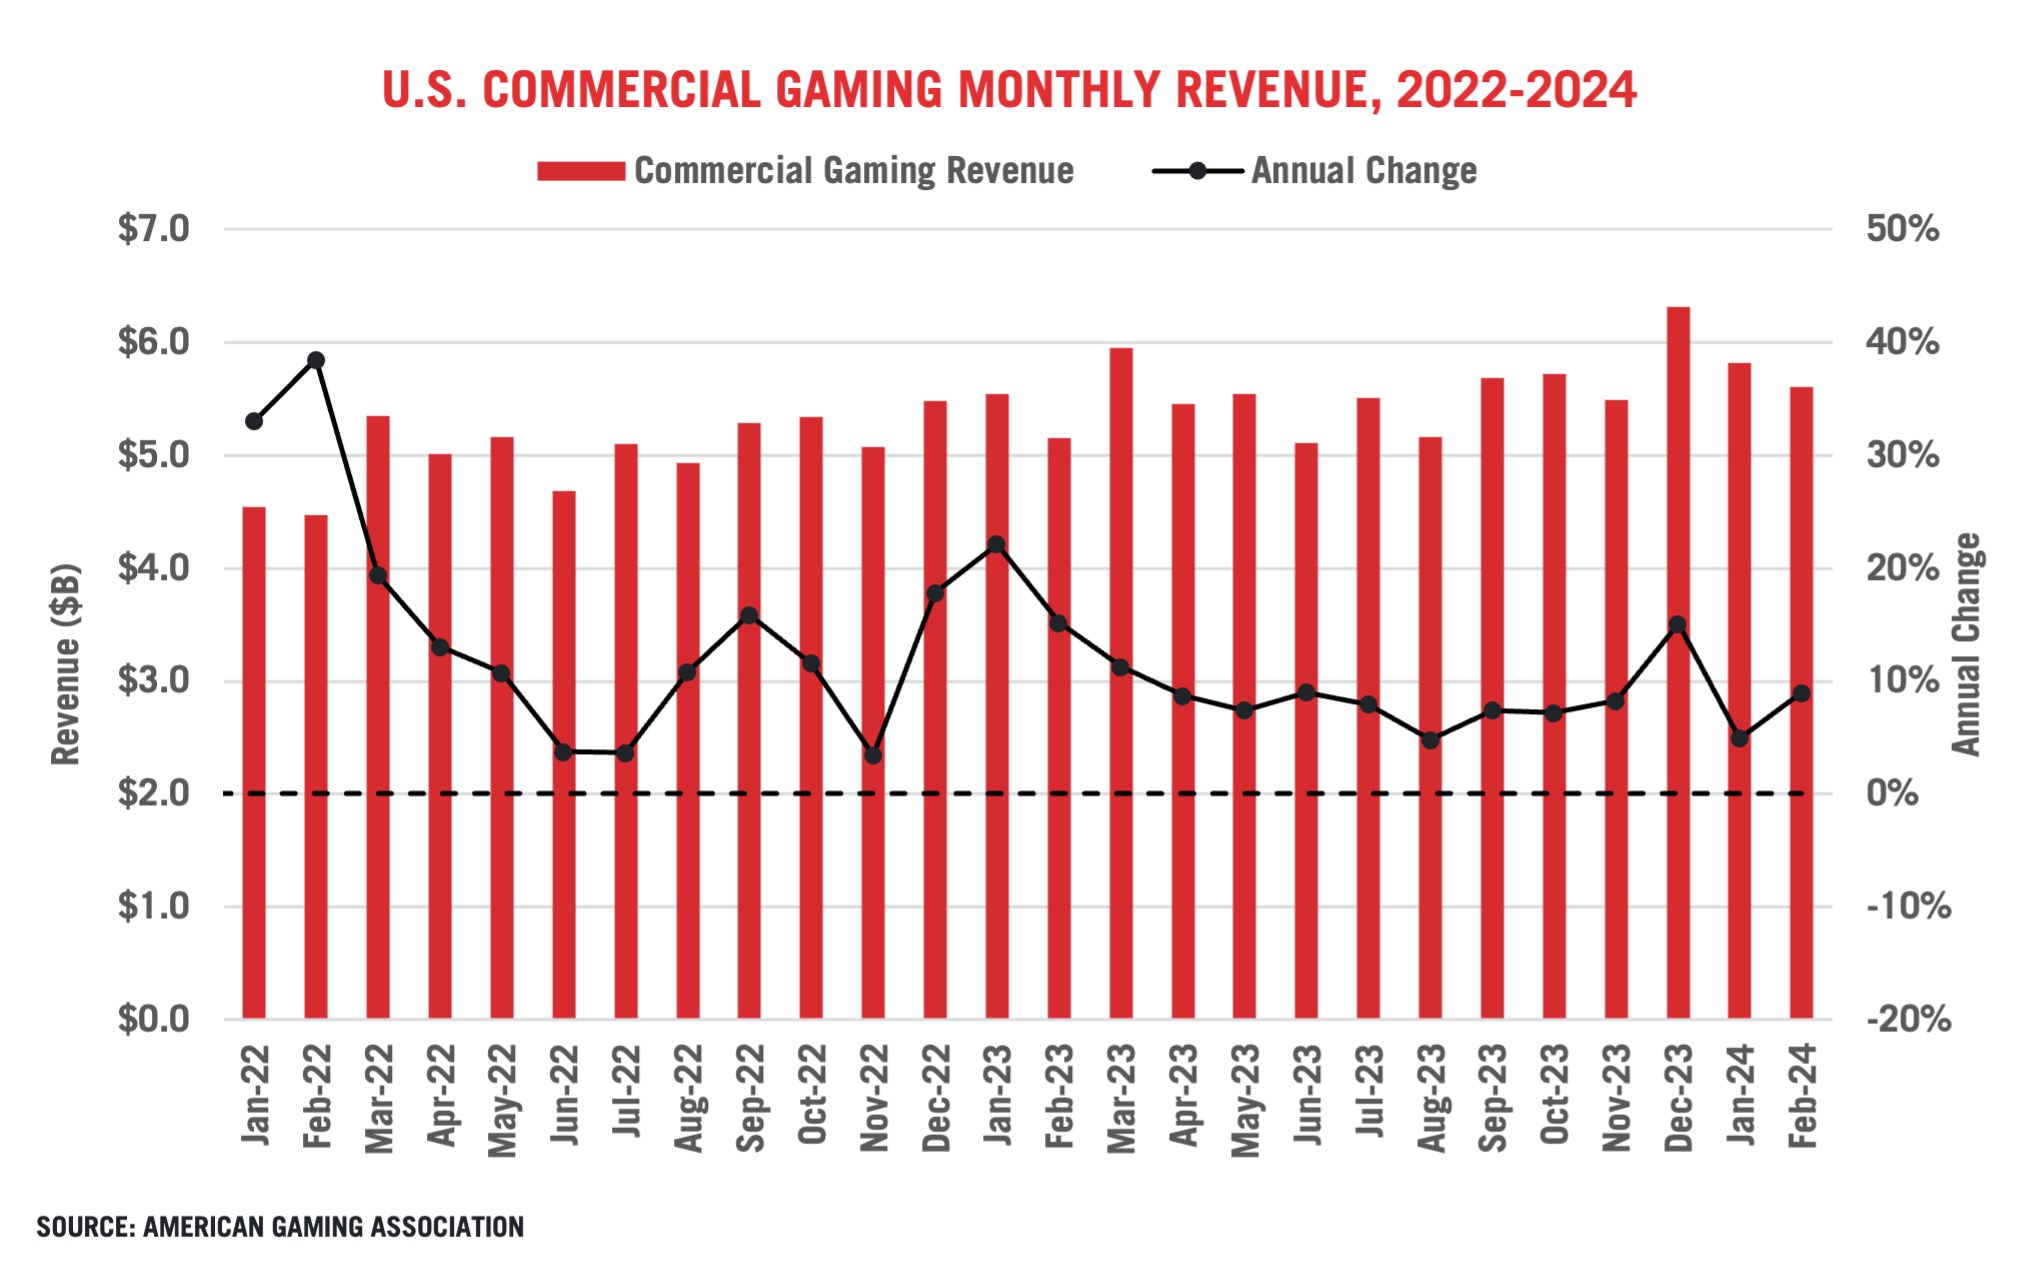 U.S. COMMERCIAL GAMING MONTHLY REVENUE, 2022-2024
Commercial Gaming Revenue
Annual Change
$7.0
$6.0
$5.0
$4.0
$3.0
$2.0
$1.0
$0.0
Revenue ($B)
50%
40%
30%
20%
10%
0%
-10%
-20%
Annual Change
Jan-22
Feb-22
Mar-22
Apr-22
May-22
Jun-22
Jul-22
Aug-22
Sep-22
Oct-22
Nov-22
Dec-22
Jan-23
Feb-23
Mar-23
Apr-23
May-23
Jun-23
Jul-23
Aug-23
Sep-23
Oct-23
Nov-23
Dec-23
Jan-24
Feb-24
SOURCE: AMERICAN GAMING ASSOCIATION